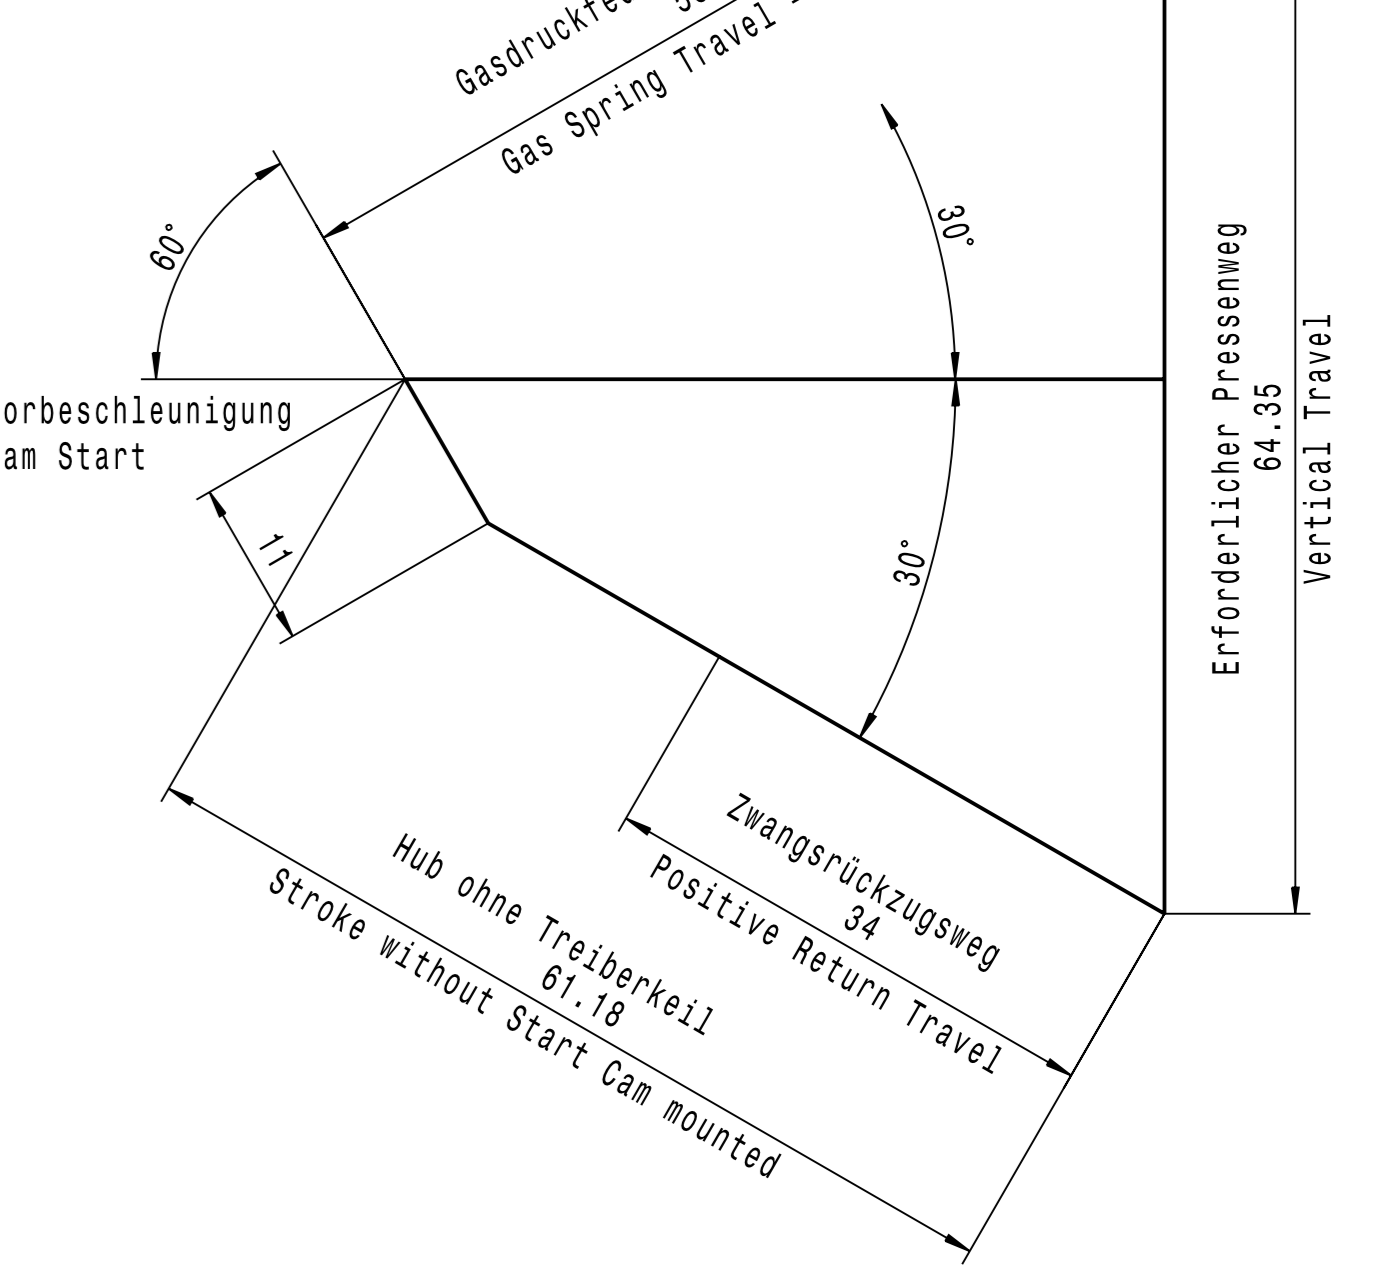 Gas Spring Travel
60°
30°
orbeschleunigung
am Start
11
30°
Erforderlicher Pressenweg
64.35
Vertical Travel
Zwangsrückzugsweg
34
Positive Return Travel
Hub ohne Treiberkeil
61.18
Stroke without Start Cam mounted